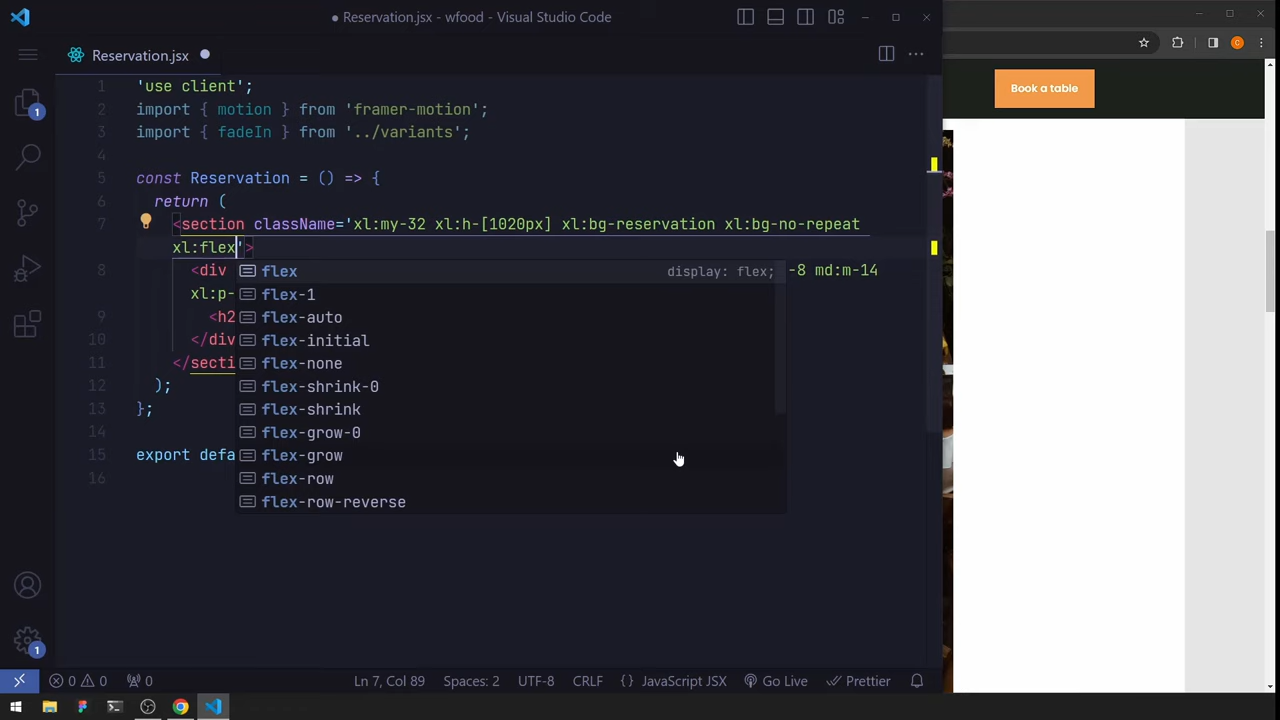 Reservation.jsx - wfood - Visual Studio Code
Reservation.jsx
Book a table
1 'use client';
2 import { motion } from 'framer-motion';
3 import { fadeIn } from '../variants';
4
5 const Reservation = () => {
6 return (
7 <section className='xl:my-32 xl:h-[1020px] xl:bg-reservation xl:bg-no-repeat
xl:flex'>
8 <div -8 md:m-14
xl:p-
9 <h2
10 </div
11 </secti
12 );
13 };
14
15 export defa
16
flex display: flex;
flex-1
flex-auto
flex-initial
flex-none
flex-shrink-0
flex-shrink
flex-grow-0
flex-grow
flex-row
flex-row-reverse
1
1
0 0 0 Ln 7, Col 89 Spaces: 2 UTF-8 CRLF {} JavaScript JSX Go Live Prettier
C